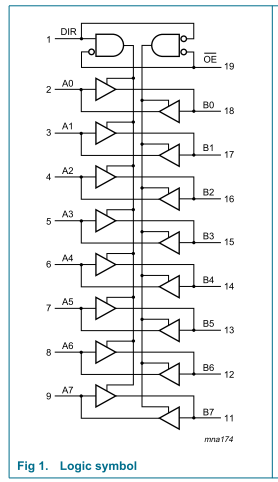 1 DIR
OE
19
2 A0
B0 18
3 A1
B1 17
4 A2
B2 16
5 A3
B3 15
6 A4
B4 14
7 A5
B5 13
8 A6
B6 12
9 A7
B7 11
mna174
Fig 1. Logic symbol